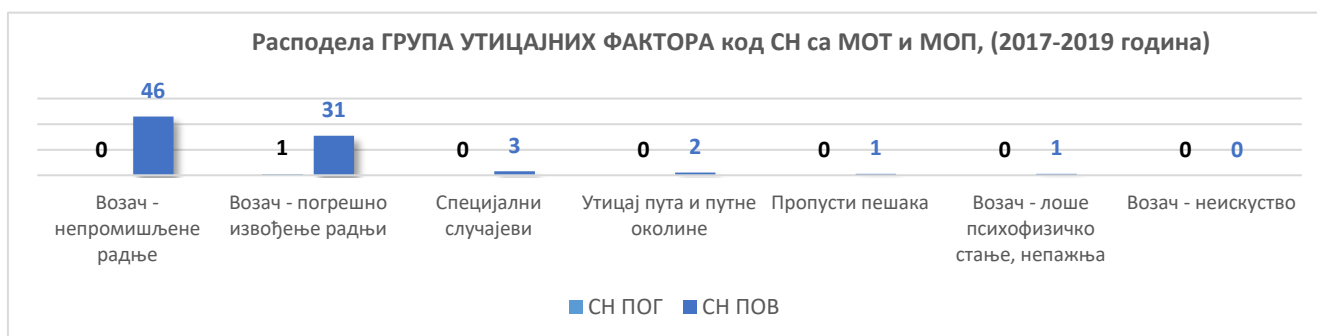 Расподела ГРУПА УТИЦАЈНИХ ФАКТОРА код СН са МОТ и МОП, (2017-2019 година)
0 46 1 31 0 3 0 2 0 1 0 1 0 0
Возач - непромишљене радње
Возач - погрешно извођење радњи
Специјални случајеви
Утицај пута и путне околине
Пропусти пешака
Возач - лоше психофизичко стање, непажња
Возач - неискуство
СН ПОГ СН ПОВ